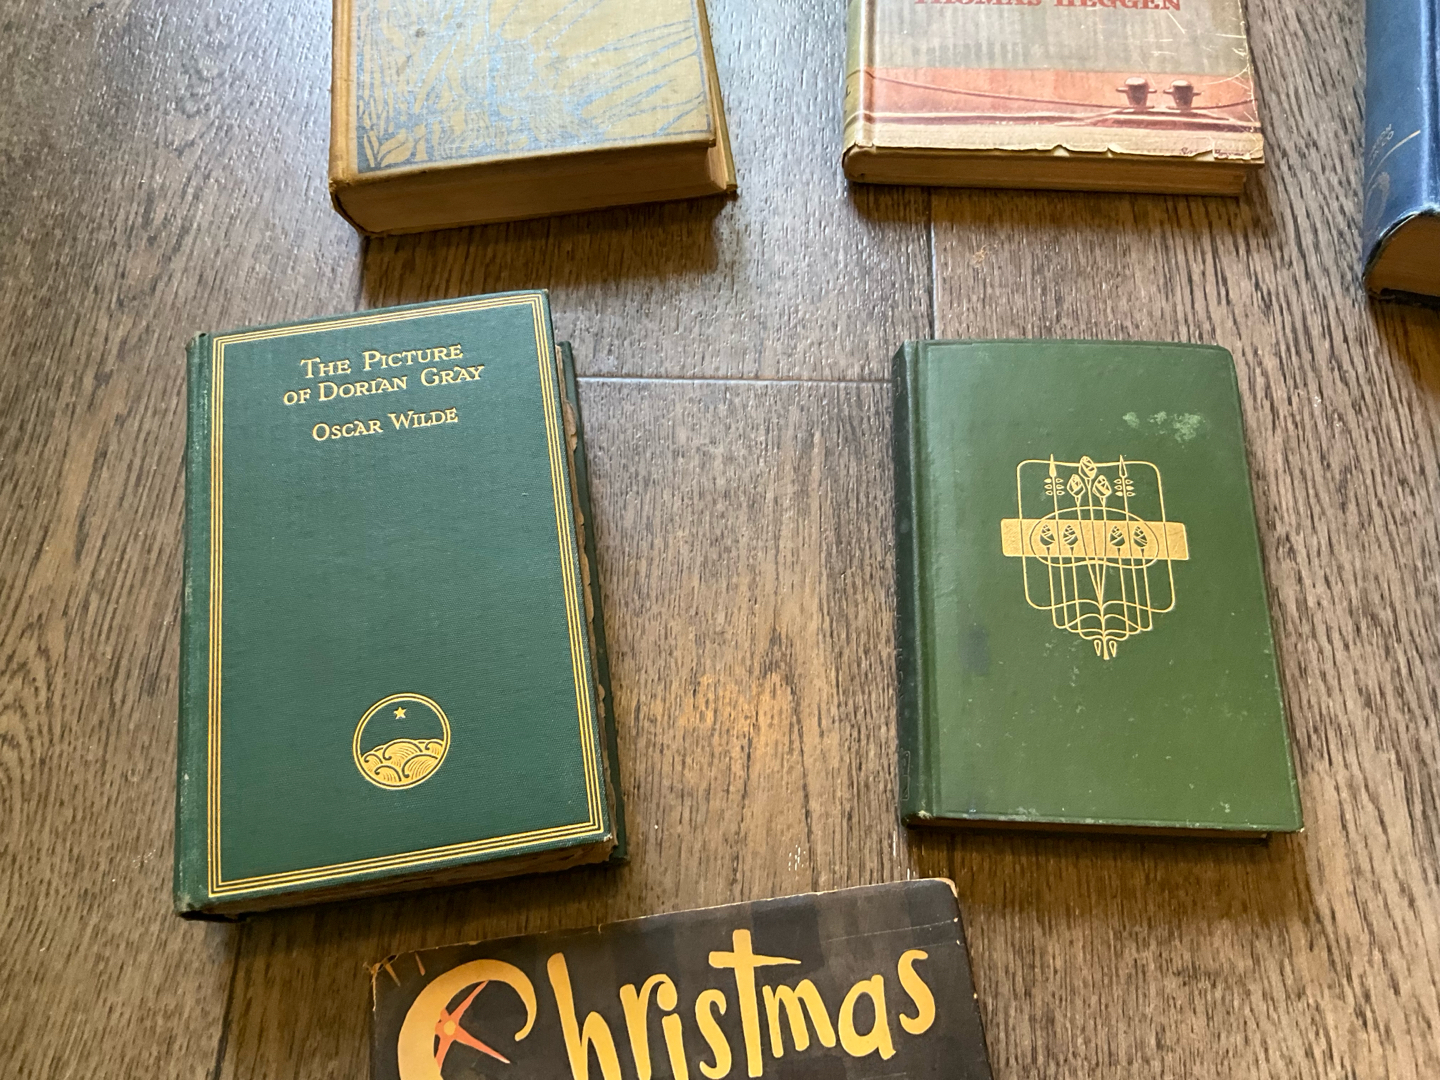 THOMAS HEGGEN
THE PICTURE
OF DORIAN GRAY
OSCAR WILDE
Christmas